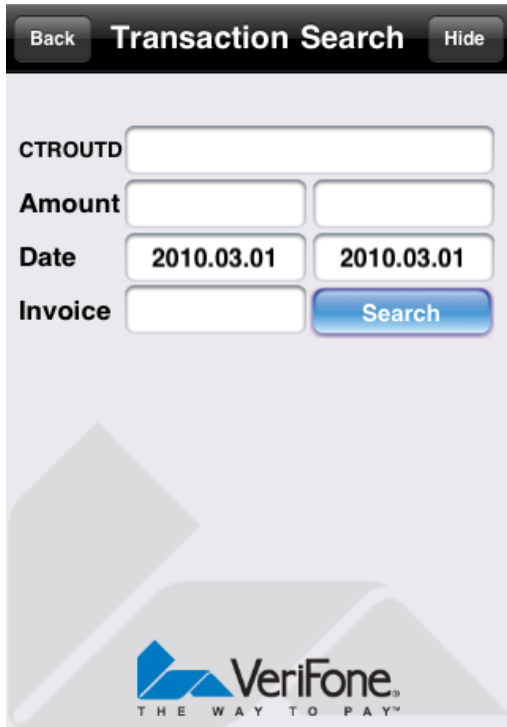 Back Transaction Search Hide
CTROUTD
Amount
Date 2010.03.01 2010.03.01
Invoice Search
VeriFone®
THE WAY TO PAY™